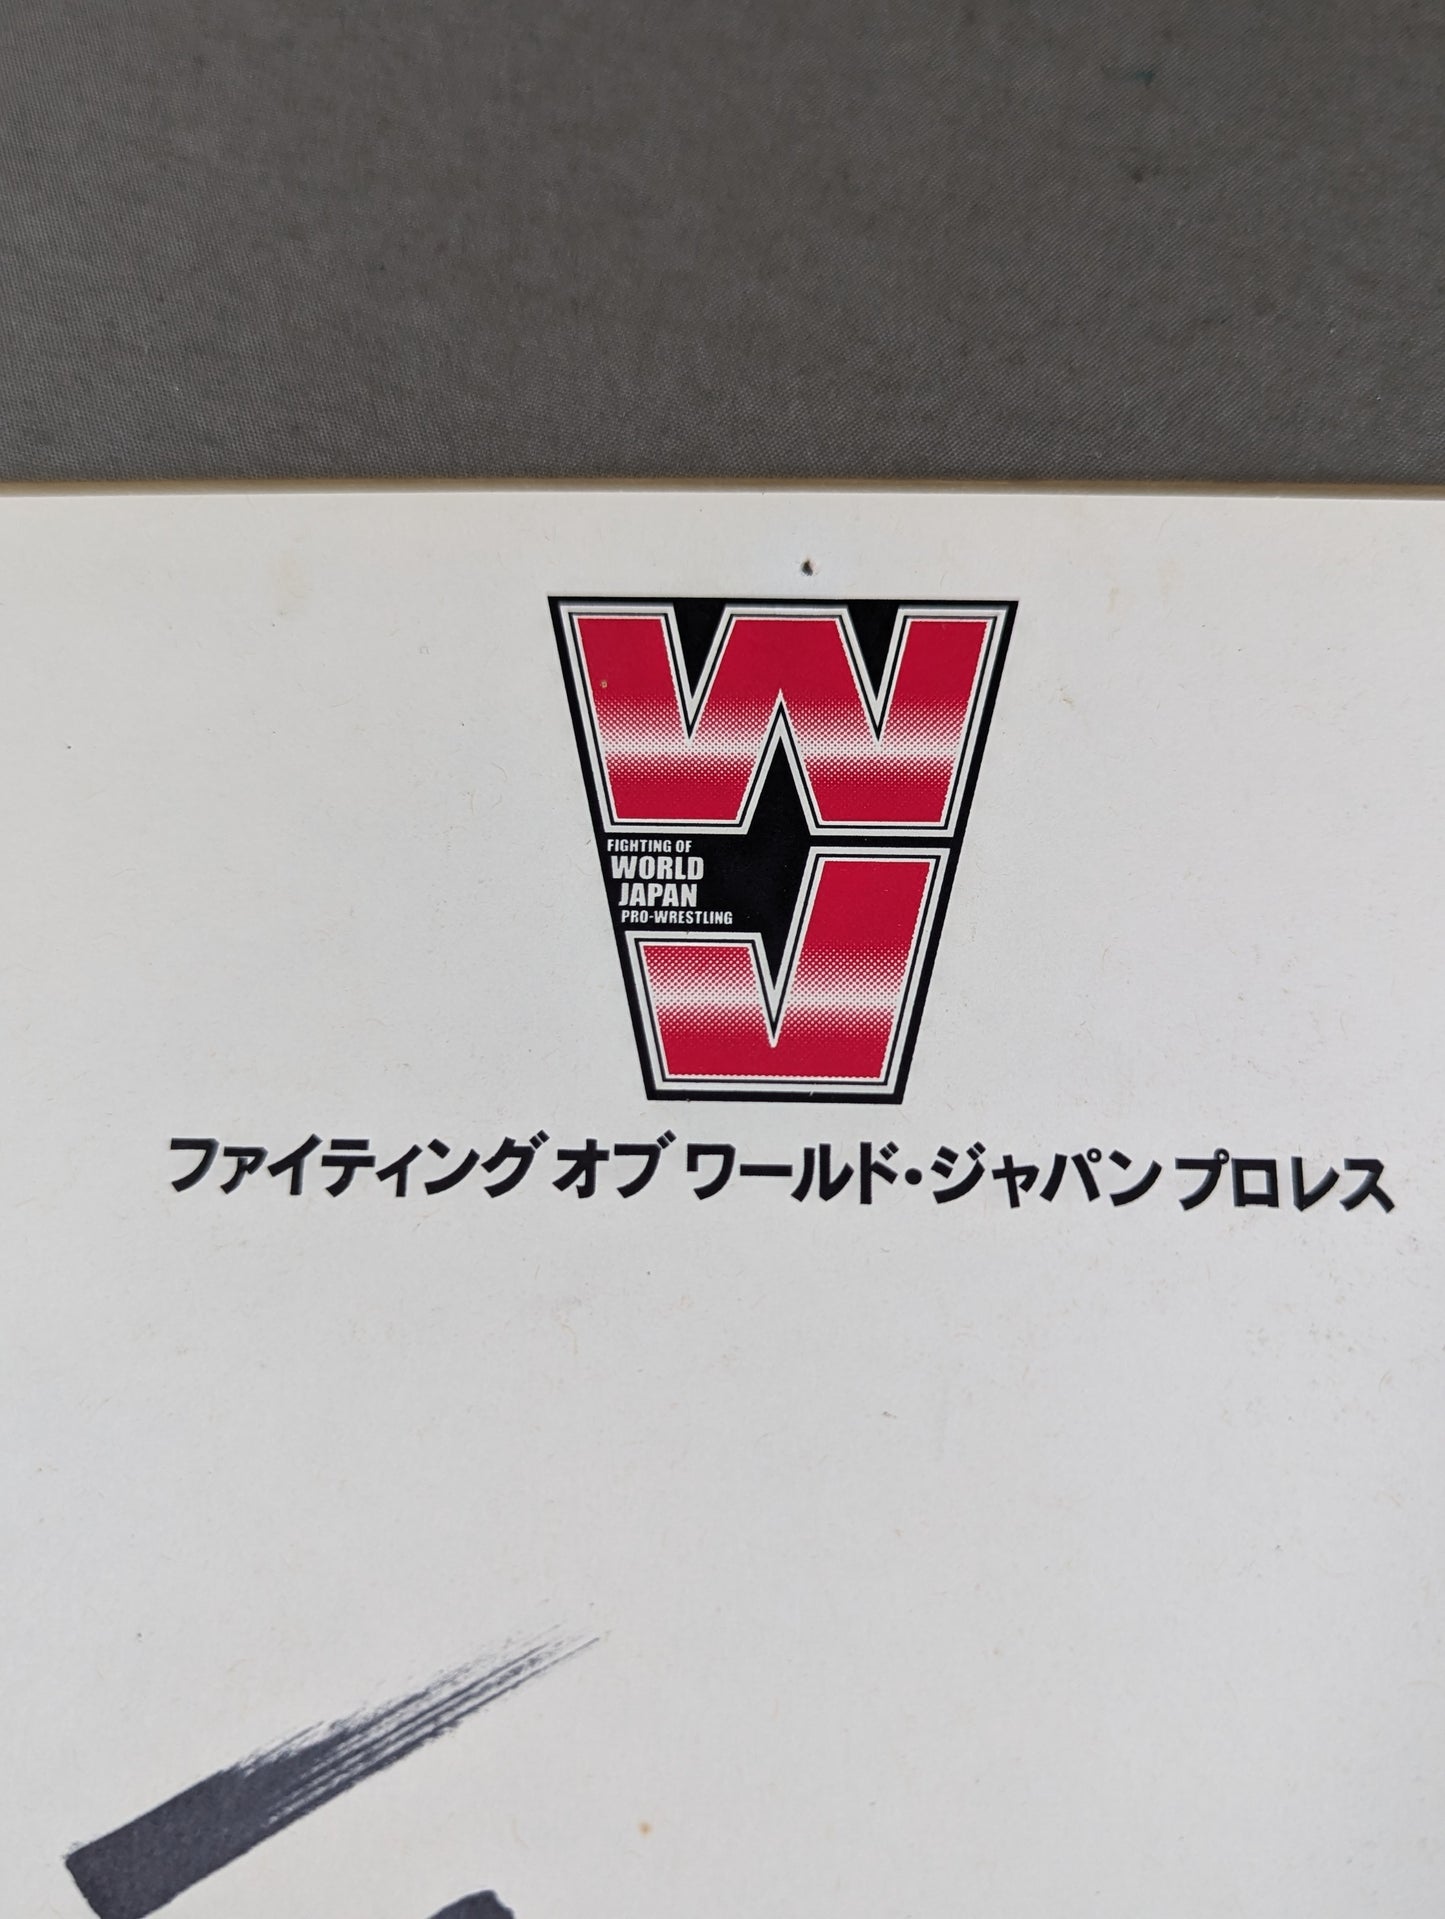 WJ
FIGHTING OF
WORLD
JAPAN
PRO-WRESTLING
ファイティング オブ ワールド・ジャパン プロレス